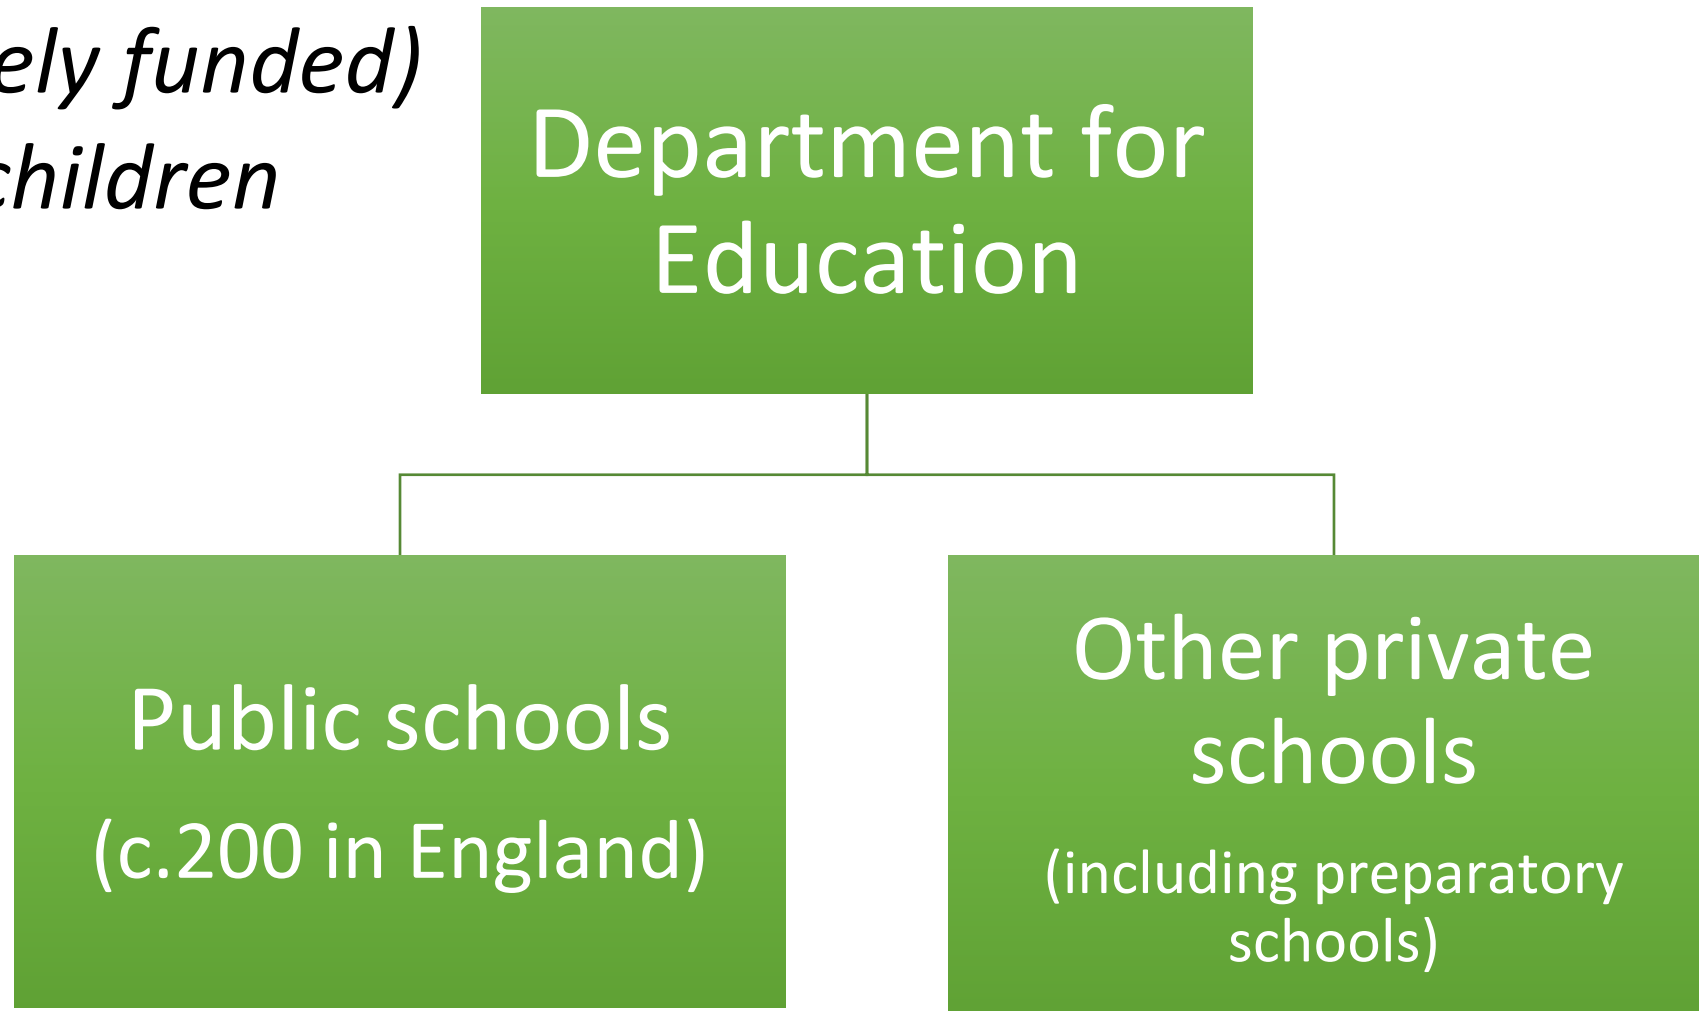 ely funded)
children
Department for
Education
Public schools
(c.200 in England)
Other private
schools
(including preparatory
schools)